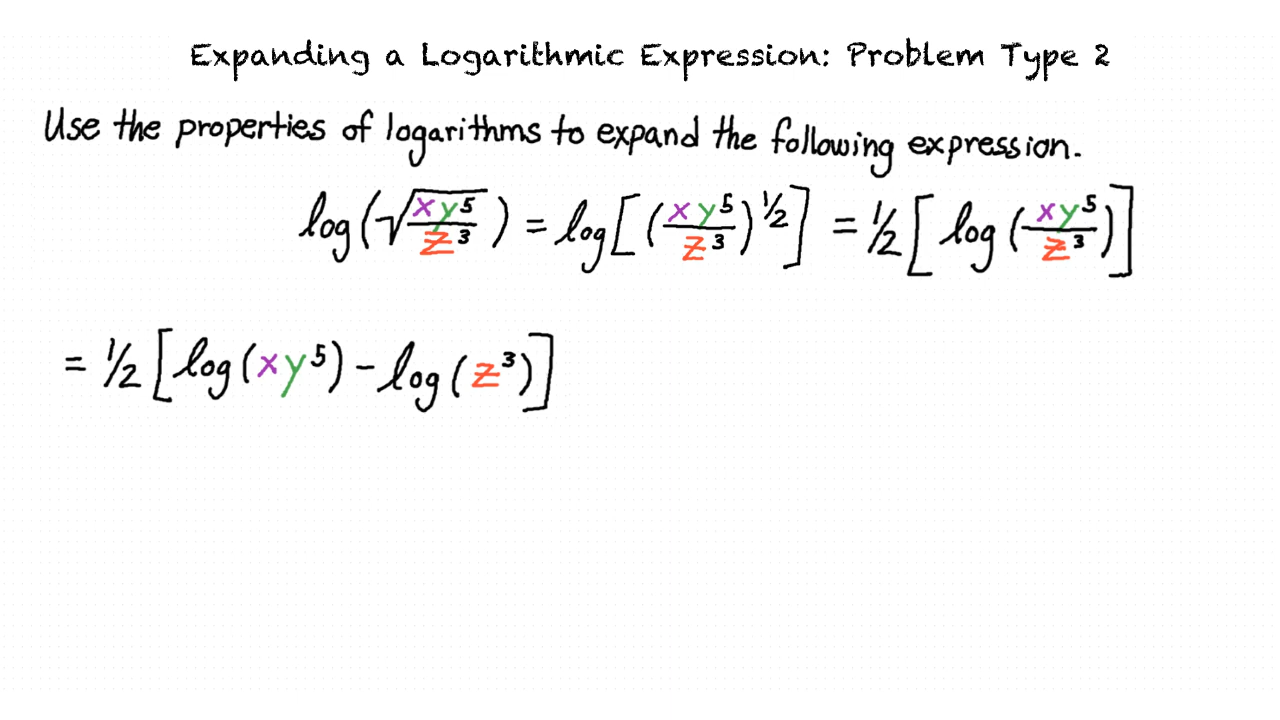 Expanding a Logarithmic Expression: Problem Type 2
Use the properties of logarithms to expand the following expression.
log(√(xy⁵/z³)) = log[(xy⁵/z³)^½] = ½[log(xy⁵/z³)]
= ½[log(xy⁵) - log(z³)]